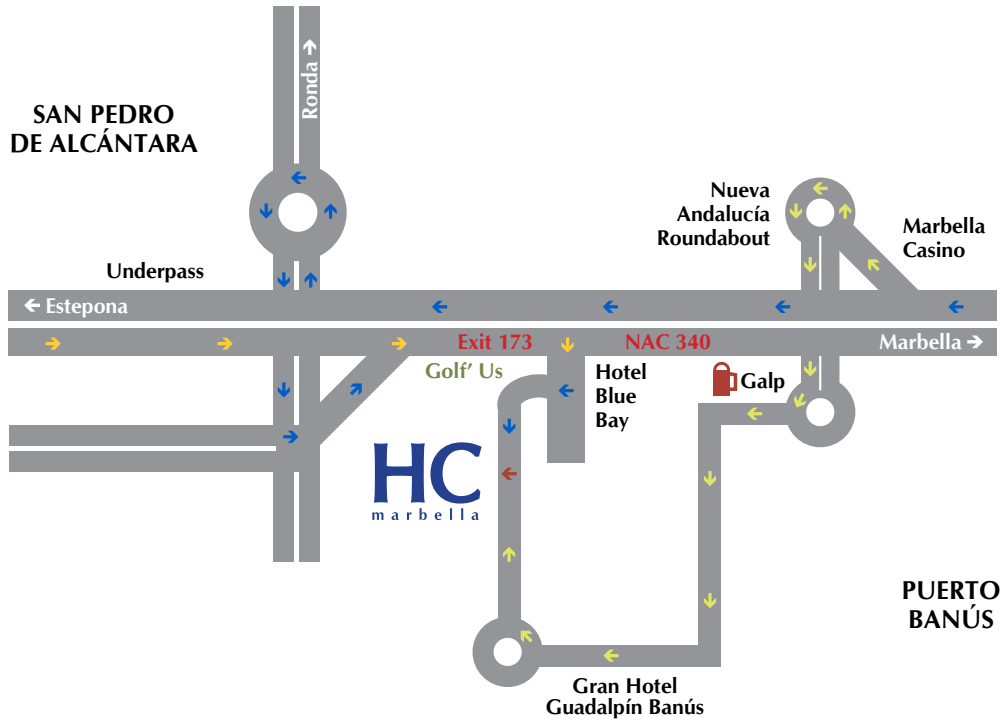 Ronda
SAN PEDRO
DE ALCÁNTARA
Nueva
Andalucía
Roundabout
Marbella
Casino
Underpass
Estepona
Exit 173
NAC 340
Marbella
Golf' Us
Hotel
Blue
Bay
Galp
HC
marbella
PUERTO
BANÚS
Gran Hotel
Guadalpín Banús